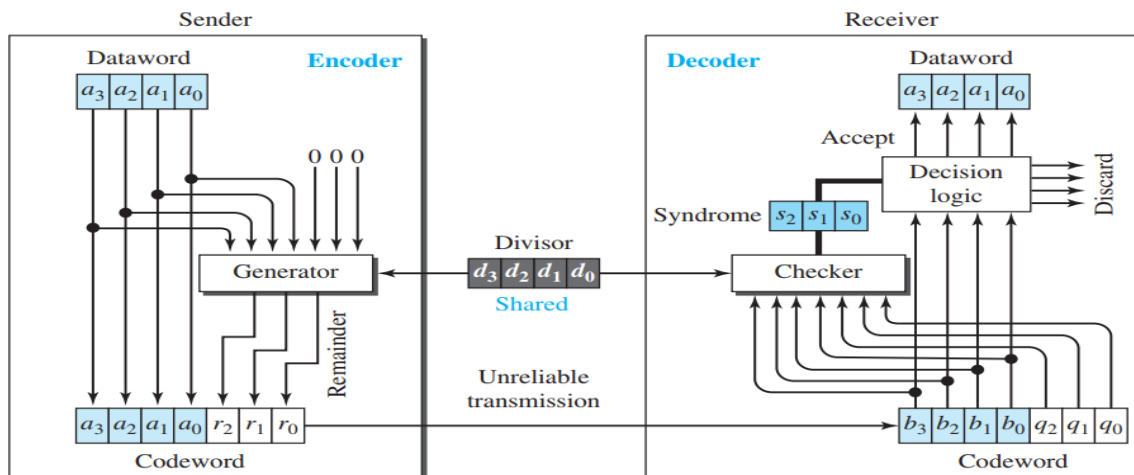 Sender
Receiver
Dataword
Encoder
a3 a2 a1 a0
0 0 0
Generator
Remainder
a3 a2 a1 a0 r2 r1 r0
Codeword
Divisor
d3 d2 d1 d0
Shared
Unreliable
transmission
Decoder
Dataword
a3 a2 a1 a0
Accept
Decision
logic
Discard
Syndrome
s2 s1 s0
Checker
b3 b2 b1 b0 q2 q1 q0
Codeword